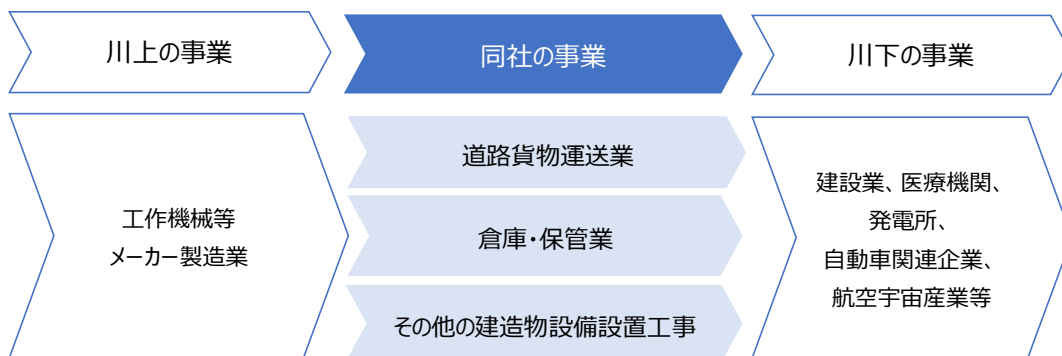 川上の事業
同社の事業
川下の事業
工作機械等
メーカー製造業
道路貨物運送業
倉庫・保管業
その他の建造物設備設置工事
建設業、医療機関、
発電所、
自動車関連企業、
航空宇宙産業等